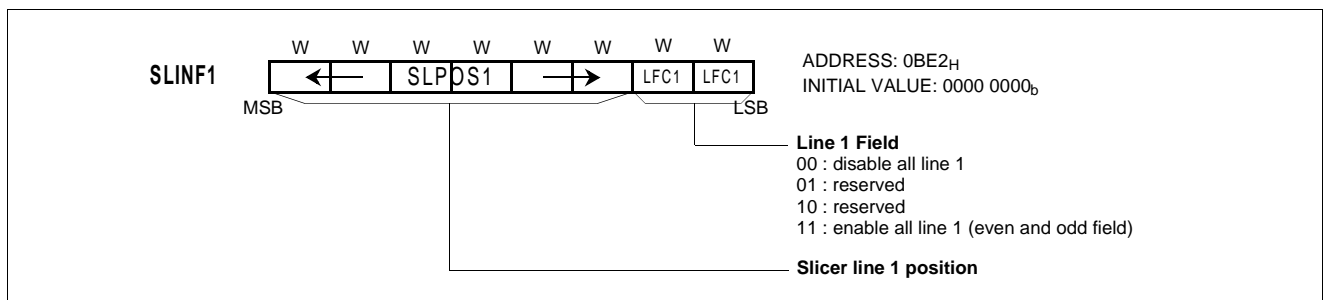 W W W W W W W W
SLINF1
SLPOS1
LFC1 LFC1
MSB
LSB
ADDRESS: 0BE2H
INITIAL VALUE: 0000 0000b
Line 1 Field
00 : disable all line 1
01 : reserved
10 : reserved
11 : enable all line 1 (even and odd field)
Slicer line 1 position